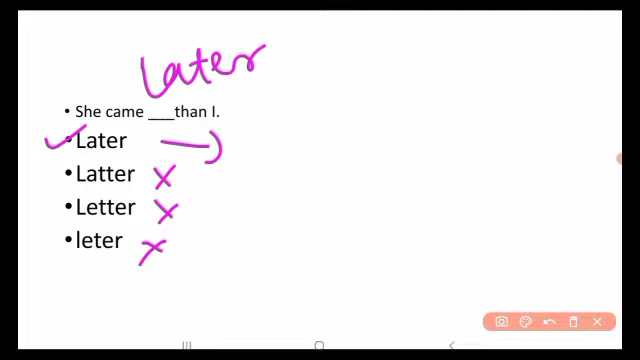 Later
• She came ___than I.
• Later
• Latter
• Letter
• leter